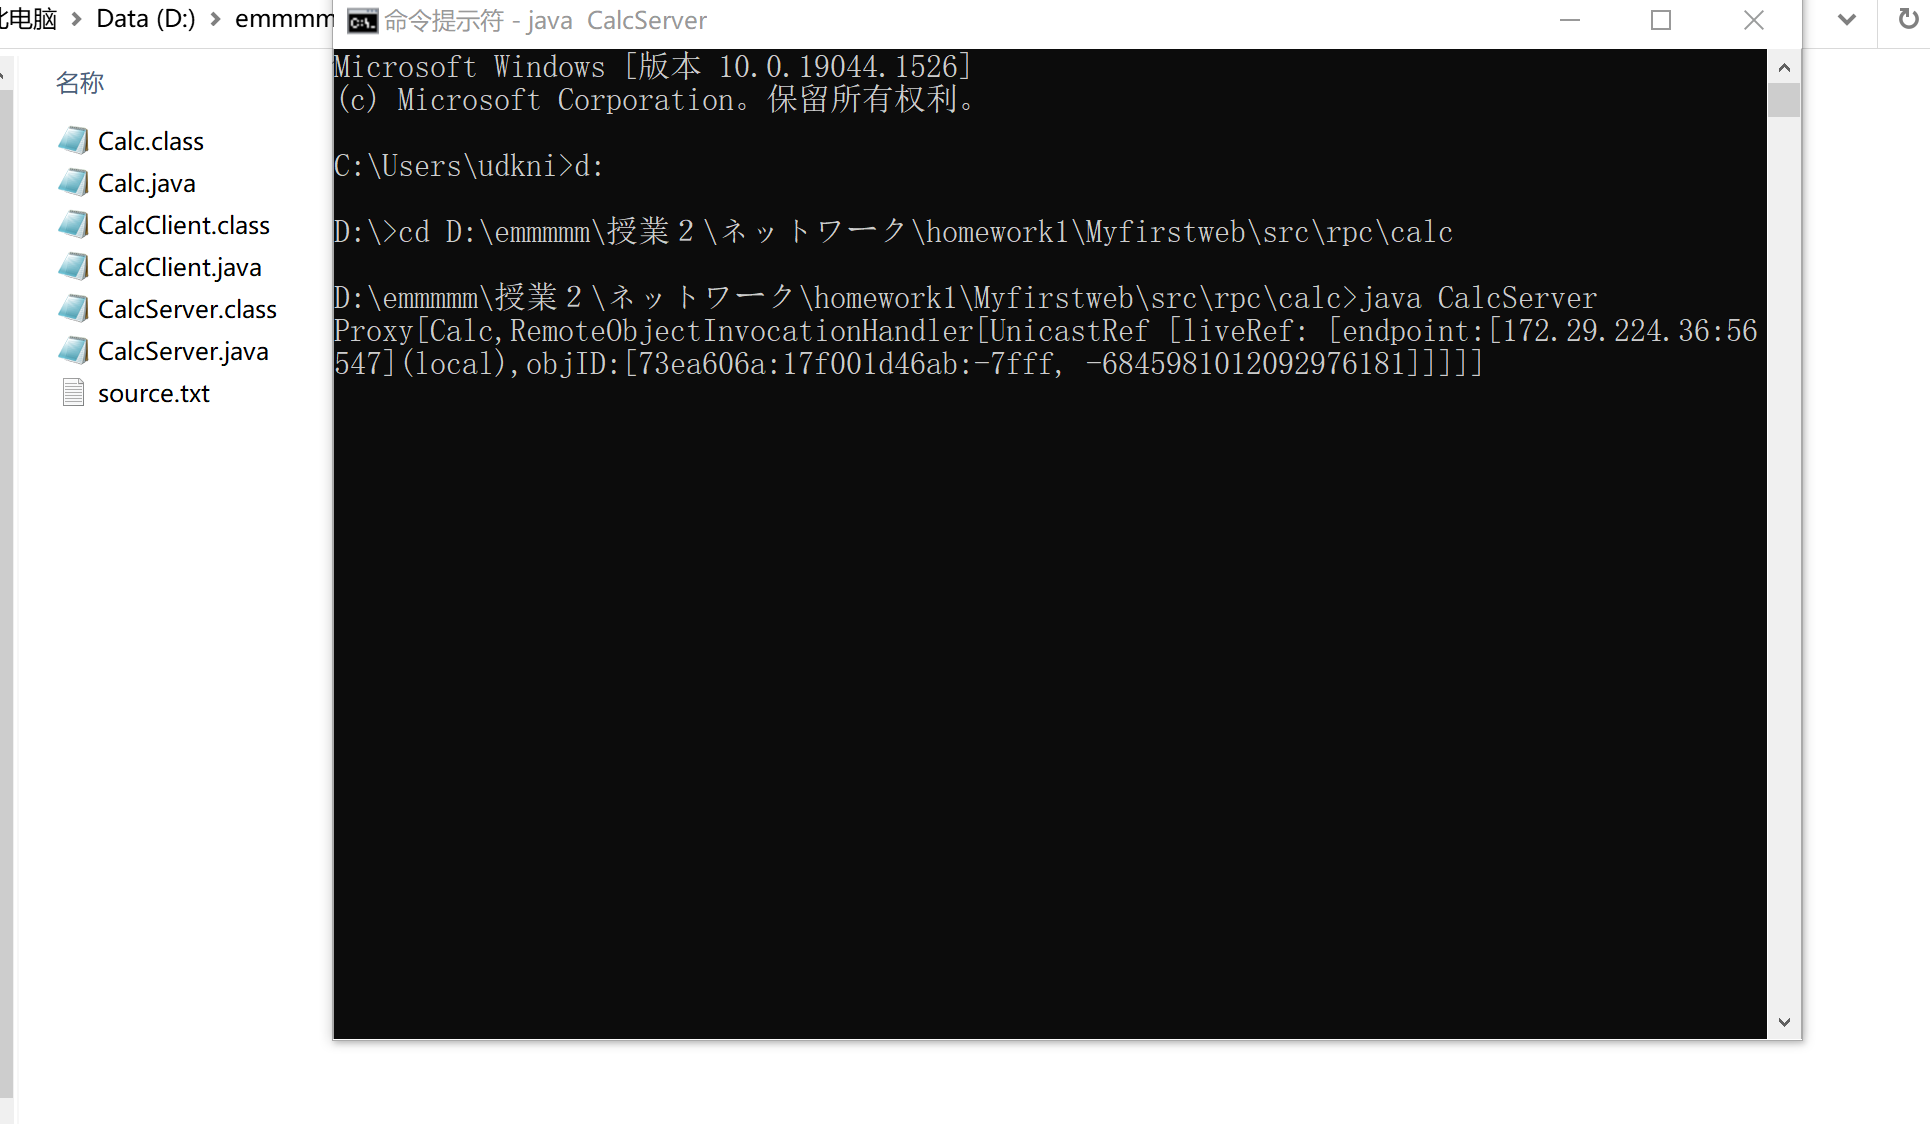 此电脑 > Data (D:) > emmmm
名称
Calc.class
Calc.java
CalcClient.class
CalcClient.java
CalcServer.class
CalcServer.java
source.txt
命令提示符 - java  CalcServer
Microsoft Windows [版本 10.0.19044.1526]
(c) Microsoft Corporation。保留所有权利。
C:\Users\udkni>d:
D:\>cd D:\emmmmm\授業２\ネットワーク\homework1\Myfirstweb\src\rpc\calc
D:\emmmmm\授業２\ネットワーク\homework1\Myfirstweb\src\rpc\calc>java CalcServer
Proxy[Calc,RemoteObjectInvocationHandler[UnicastRef [liveRef: [endpoint:[172.29.224.36:56
547](local),objID:[73ea606a:17f001d46ab:-7fff, -6845981012092976181]]]]]